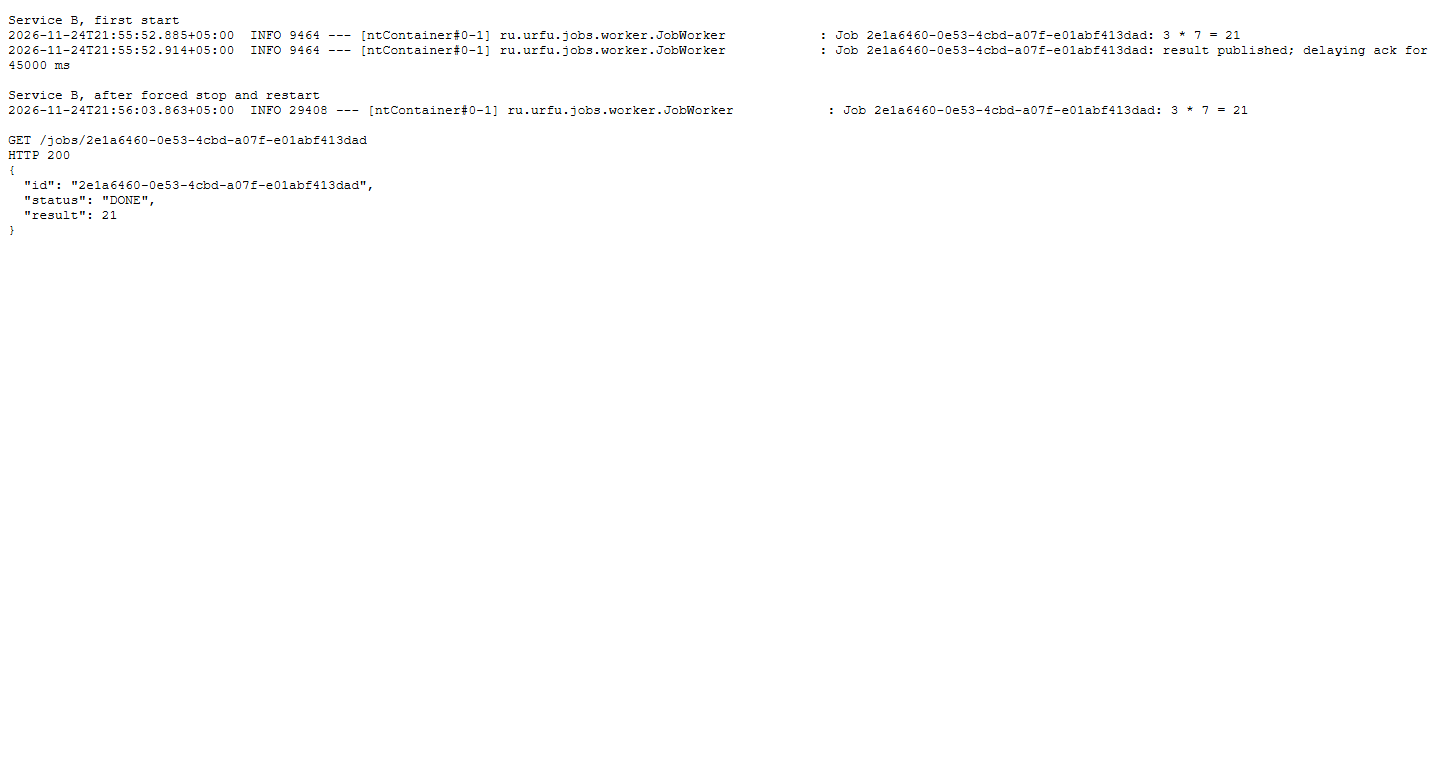 Service B, first start
2026-11-24T21:55:52.885+05:00  INFO 9464 --- [ntContainer#0-1] ru.urfu.jobs.worker.JobWorker            : Job 2e1a6460-0e53-4cbd-a07f-e01abf413dad: 3 * 7 = 21
2026-11-24T21:55:52.914+05:00  INFO 9464 --- [ntContainer#0-1] ru.urfu.jobs.worker.JobWorker            : Job 2e1a6460-0e53-4cbd-a07f-e01abf413dad: result published; delaying ack for
45000 ms
Service B, after forced stop and restart
2026-11-24T21:56:03.863+05:00  INFO 29408 --- [ntContainer#0-1] ru.urfu.jobs.worker.JobWorker            : Job 2e1a6460-0e53-4cbd-a07f-e01abf413dad: 3 * 7 = 21
GET /jobs/2e1a6460-0e53-4cbd-a07f-e01abf413dad
HTTP 200
{
  "id": "2e1a6460-0e53-4cbd-a07f-e01abf413dad",
  "status": "DONE",
  "result": 21
}